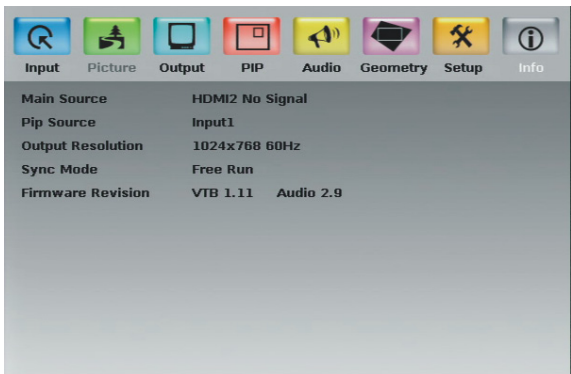 Input Picture Output PIP Audio Geometry Setup Info
Main Source HDMI2 No Signal
Pip Source Input1
Output Resolution 1024x768 60Hz
Sync Mode Free Run
Firmware Revision VTB 1.11 Audio 2.9